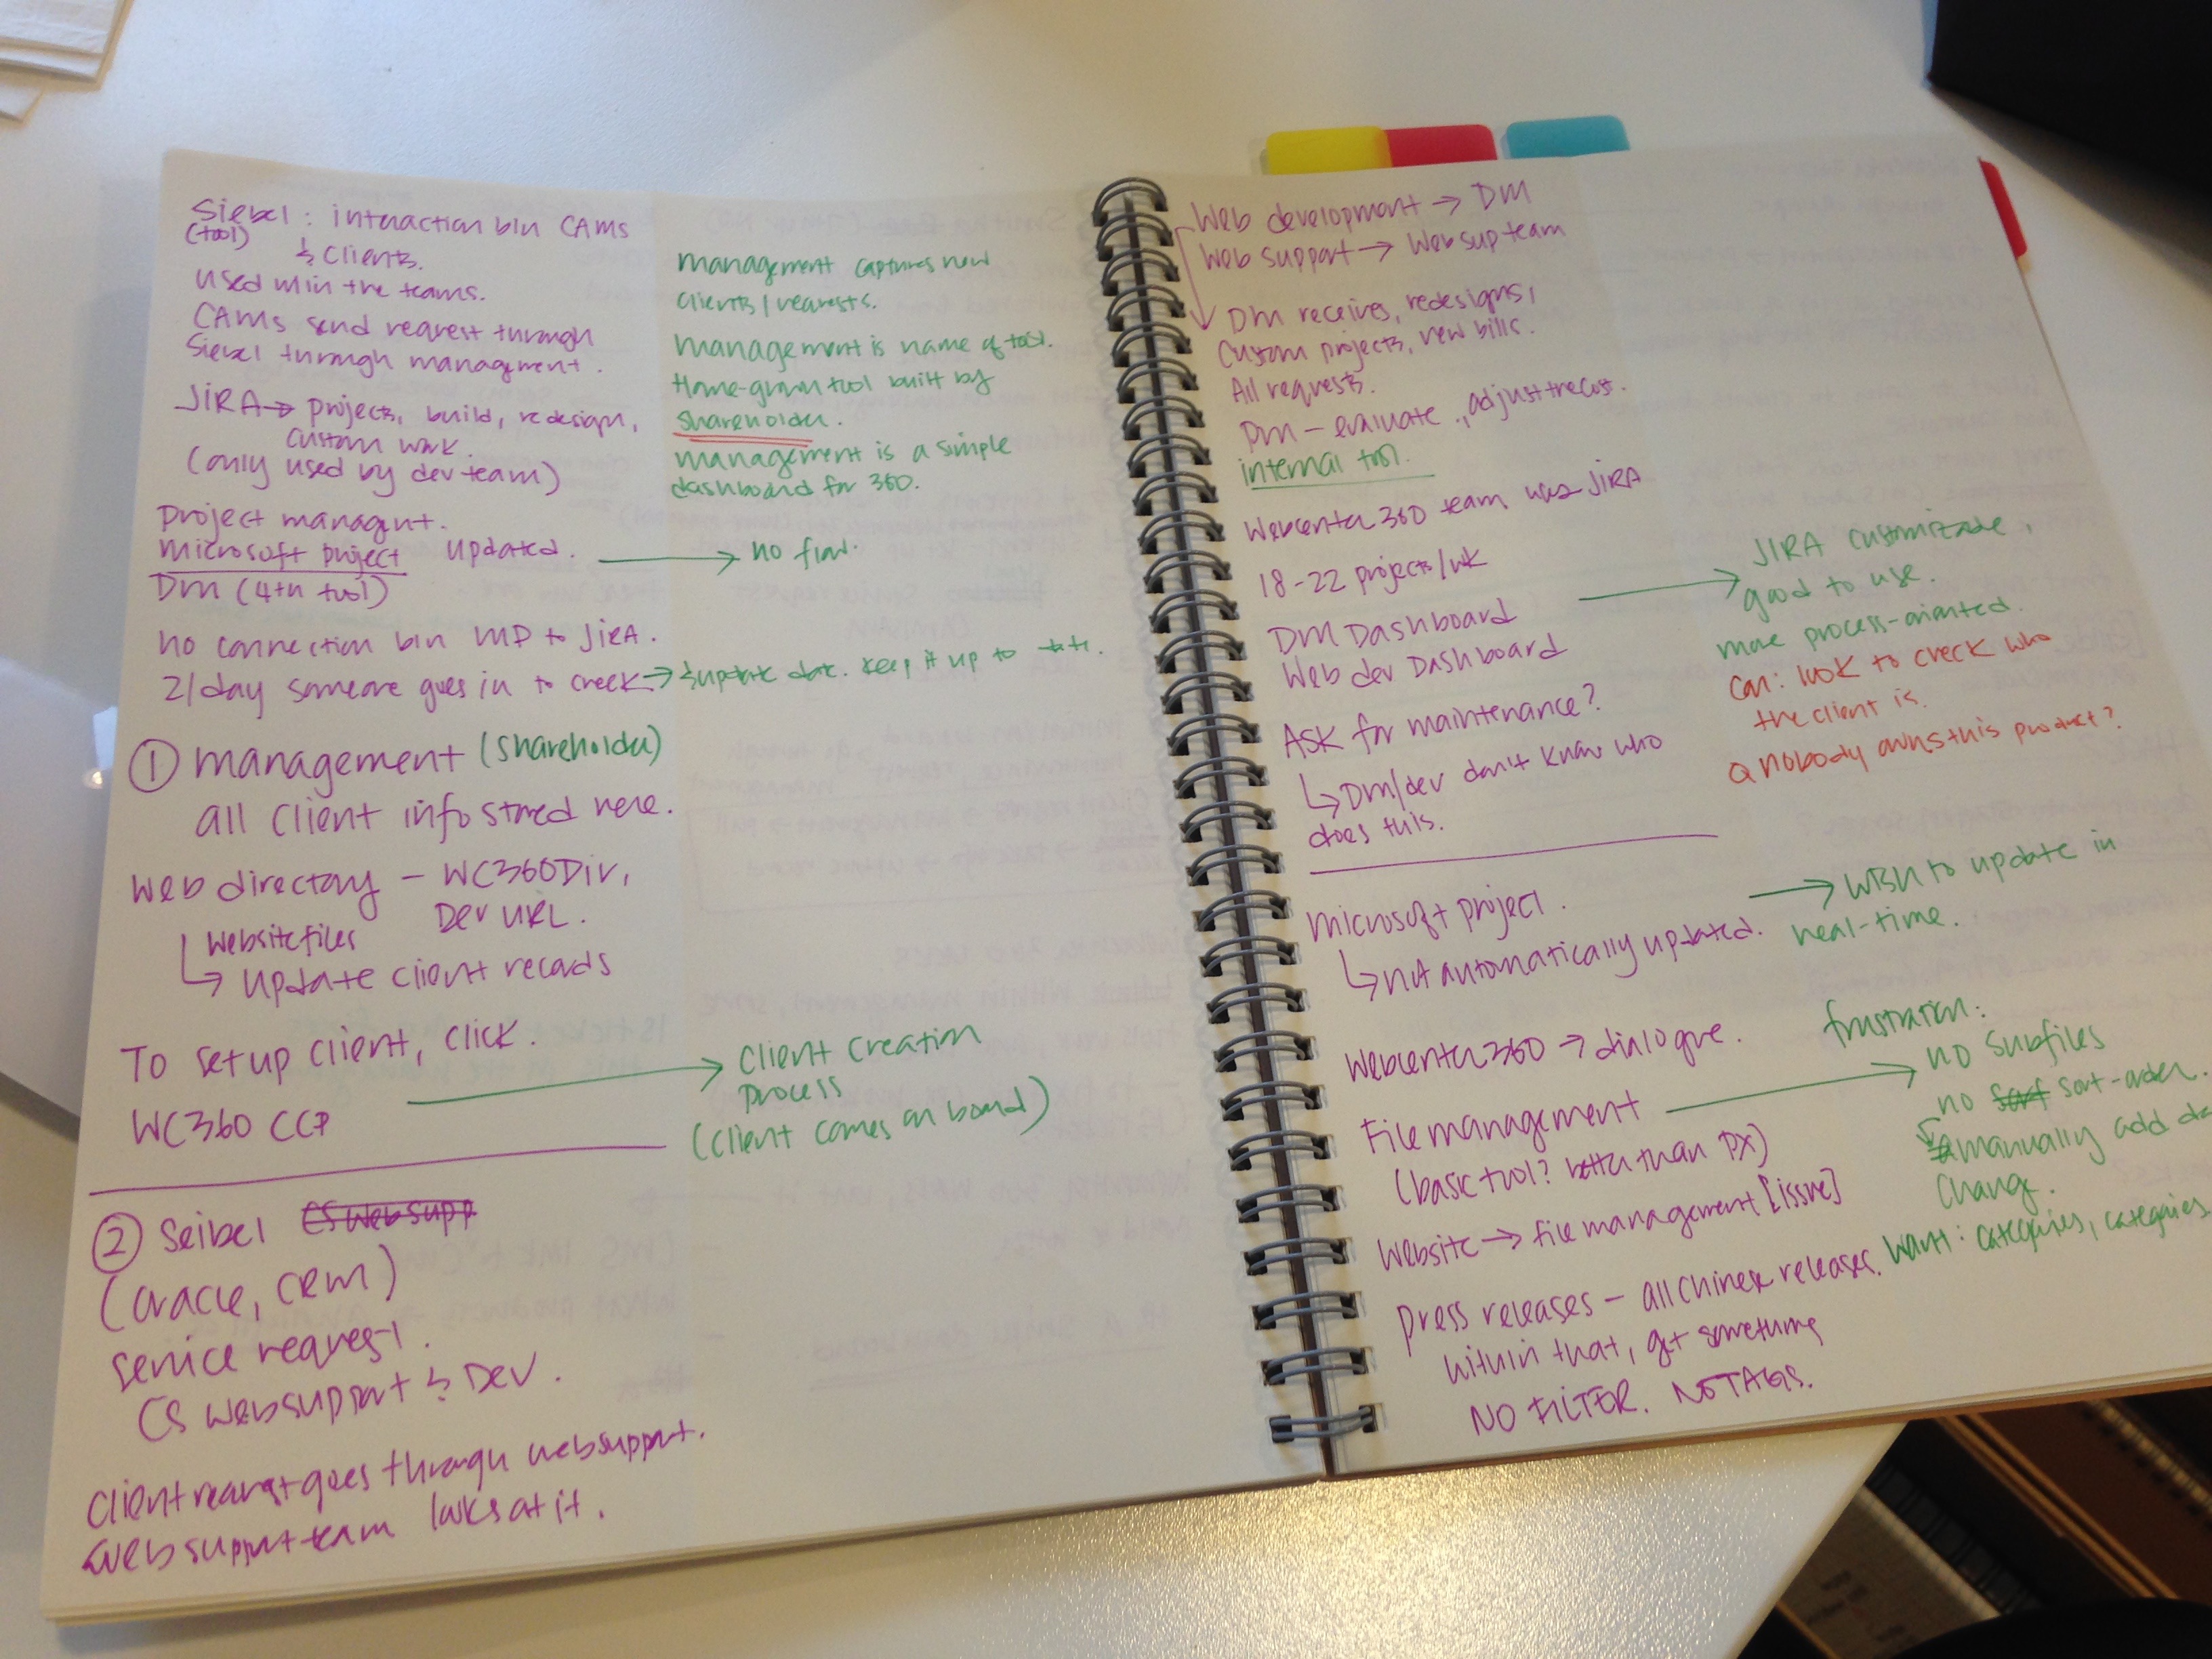 Siebel : interaction b/n CAMs
(tool)
& Clients.
used w/in the teams.
CAMs send request through
Siebel through management.
JIRA → projects, build, redesign,
custom work.
(only used by dev team)
project managent.
microsoft project updated. → no flow.
DM (4th tool)
no connection b/n MP to JIRA.
2/day someone goes in to check → & update date. keep it up to
① management (shareholder)
all client info stored here.
Web directory – WC360Dir,
Dev URL.
Website files
↳ update client records
To set up client, click.
WC360 CCP
→ Client Creation
Process
(client comes on board)
② Seibel CS Websupp
(oracle, crm)
service request.
CS websupport & DEV.
Client request goes through websupport.
web support team looks at it.
management captures new
clients / requests.
management is name of tool.
Home-grown tool built by
shareholder.
management is a simple
dashboard for 360.
Web development → DM
Web support → Websup team
DM receives, redesigns,
custom projects, new bills.
All requests.
DM – evaluate, adjust the cost.
internal tool.
Webcenter 360 team uses JIRA
18-22 projects/wk
DM Dashboard
Web dev Dashboard
→ JIRA customizable,
good to use.
more process-oriented.
con: look to check who
the client is.
Q nobody owns this product?
Ask for maintenance?
↳ DM/dev don't know who
does this.
microsoft project.
↳ not automatically updated. → Wish to update in
real-time.
Webcenter360 → dialogue.
File management
(basic tool? better than PX)
Website → file management [issue]
frustration:
→ no subfiles
no sort sort-order.
↳ manually add
change.
Want: categories, categories
press releases – all chinese releases.
within that, get something
NO FILTER. NO TAGS.